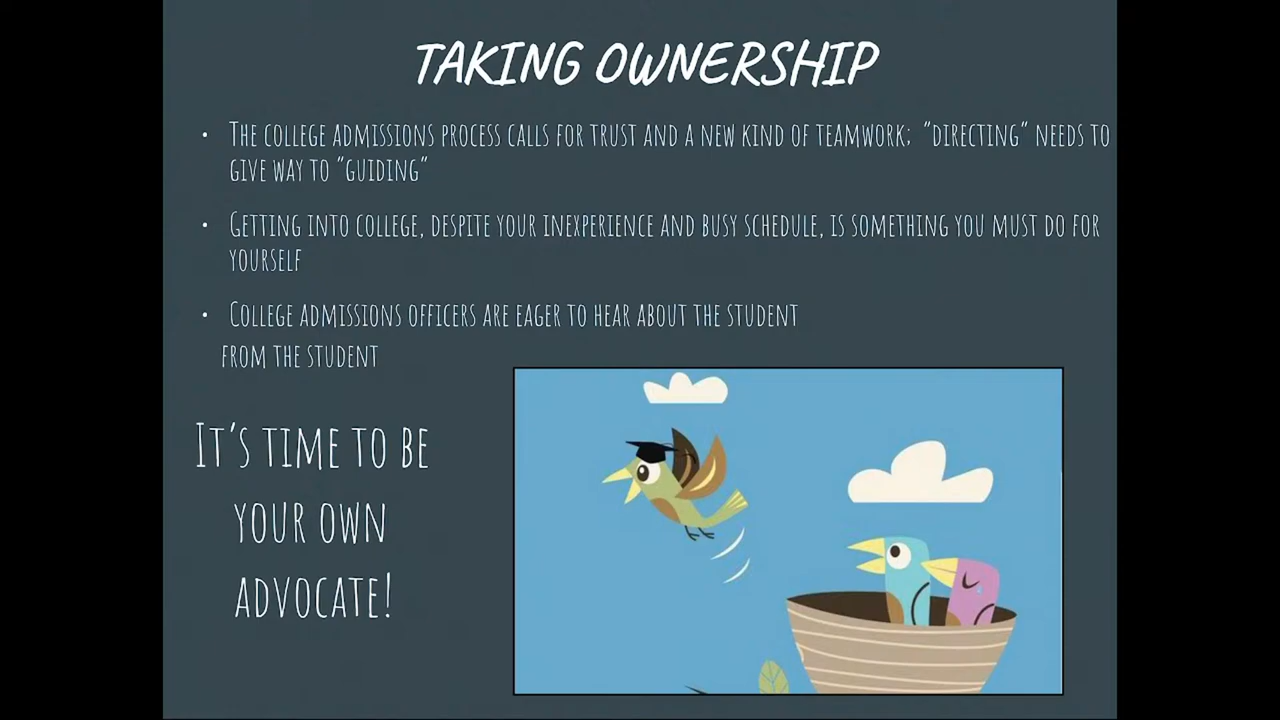 TAKING OWNERSHIP
• THE COLLEGE ADMISSIONS PROCESS CALLS FOR TRUST AND A NEW KIND OF TEAMWORK; "DIRECTING" NEEDS TO
GIVE WAY TO "GUIDING"
• GETTING INTO COLLEGE, DESPITE YOUR INEXPERIENCE AND BUSY SCHEDULE, IS SOMETHING YOU MUST DO FOR
YOURSELF
• COLLEGE ADMISSIONS OFFICERS ARE EAGER TO HEAR ABOUT THE STUDENT
FROM THE STUDENT
IT'S TIME TO BE
YOUR OWN
ADVOCATE!